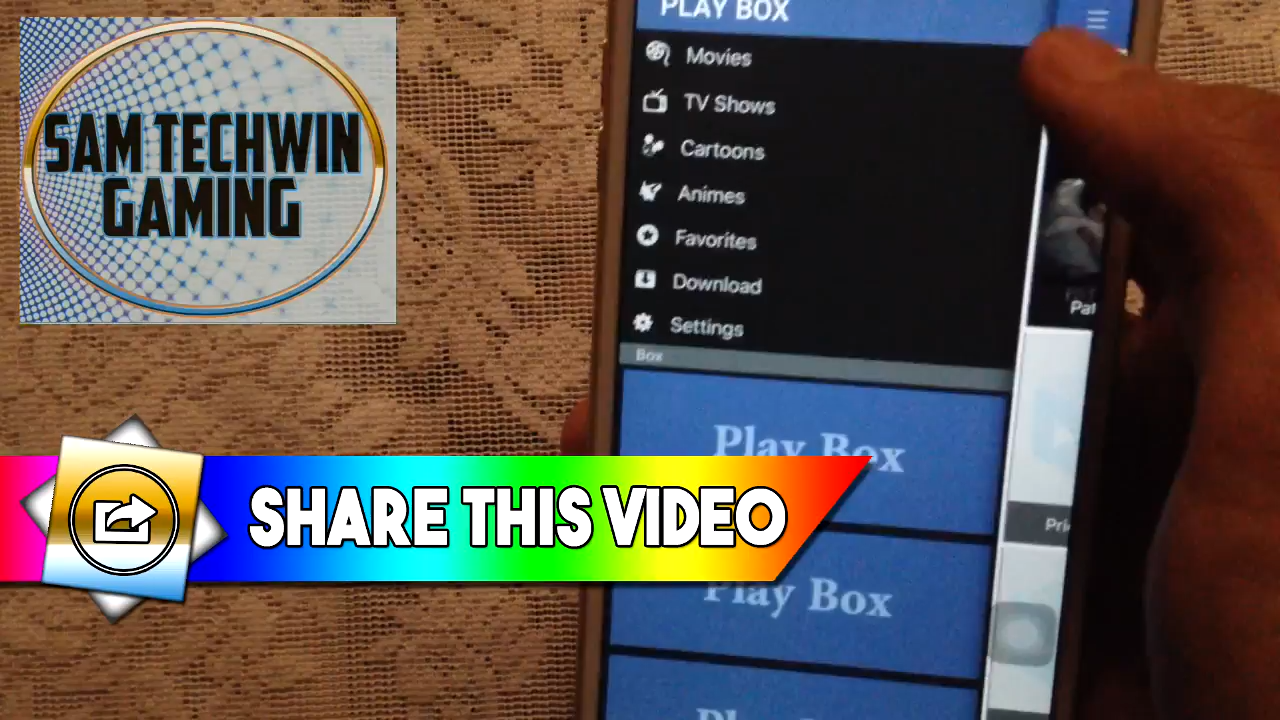 SAM TECHWIN
GAMING
PLAY BOX
Movies
TV Shows
Cartoons
Animes
Favorites
Download
Settings
Box
Play Box
SHARE THIS VIDEO
Play Box